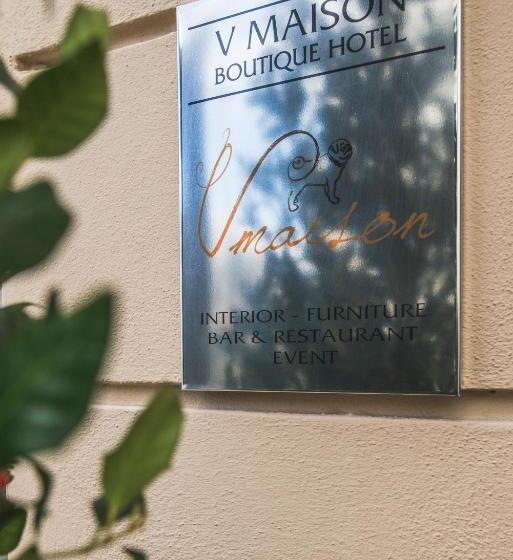 V MAISON
BOUTIQUE HOTEL
Vmaison
INTERIOR - FURNITURE
BAR & RESTAURANT
EVENT